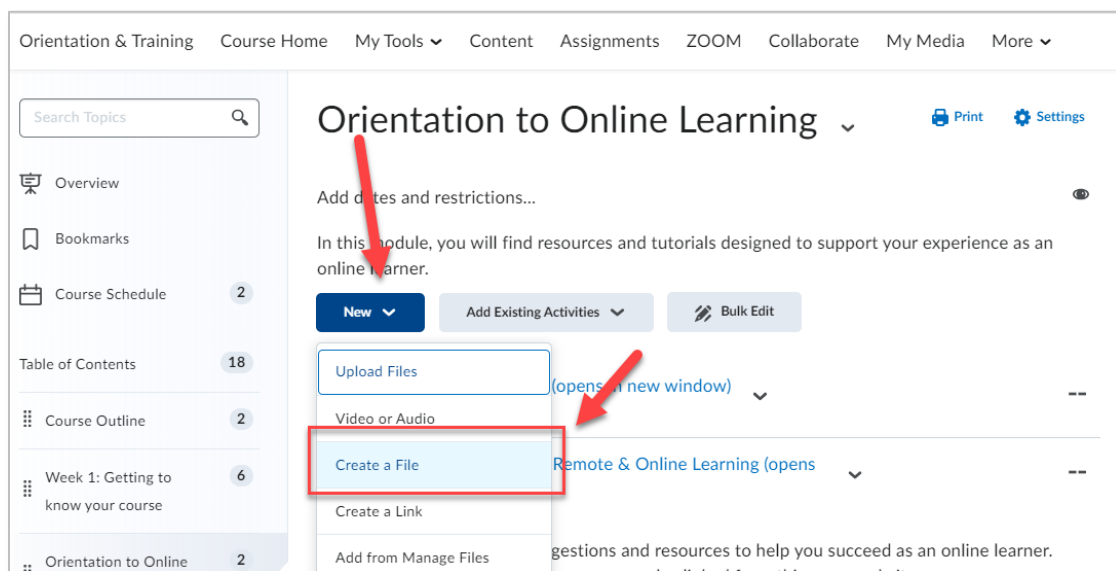 Orientation & Training Course Home My Tools Content Assignments ZOOM Collaborate My Media More
Search Topics
Overview
Bookmarks
Course Schedule 2
Table of Contents 18
Course Outline 2
Week 1: Getting to 6
know your course
Orientation to Online 2
Orientation to Online Learning
Print Settings
Add dates and restrictions...
In this module, you will find resources and tutorials designed to support your experience as an
online learner.
New Add Existing Activities Bulk Edit
Upload Files
Video or Audio
Create a File
Create a Link
Add from Manage Files
(opens in new window) --
Remote & Online Learning (opens --
gestions and resources to help you succeed as an online learner.